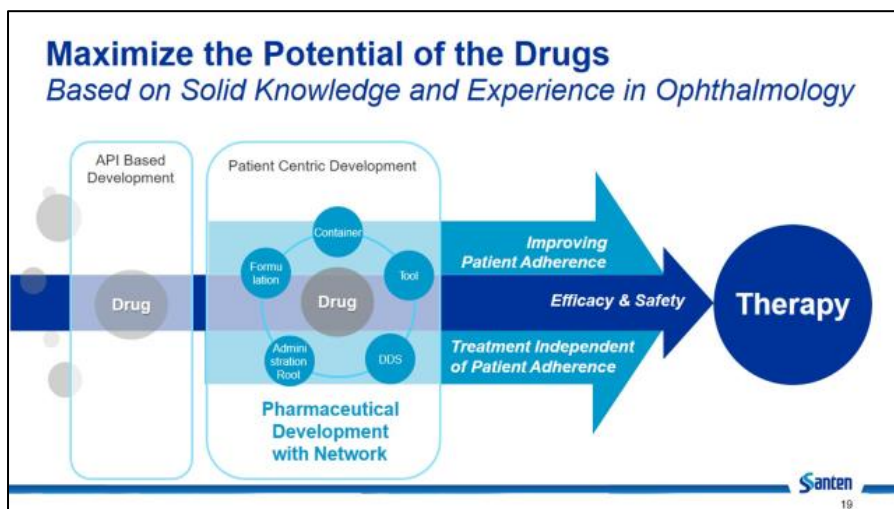 Maximize the Potential of the Drugs
Based on Solid Knowledge and Experience in Ophthalmology
API Based
Development
Drug
Patient Centric Development
Container
Formu
lation
Tool
Drug
Admini
stration
Root
DDS
Pharmaceutical
Development
with Network
Improving
Patient Adherence
Efficacy & Safety
Treatment Independent
of Patient Adherence
Therapy
Santen
19